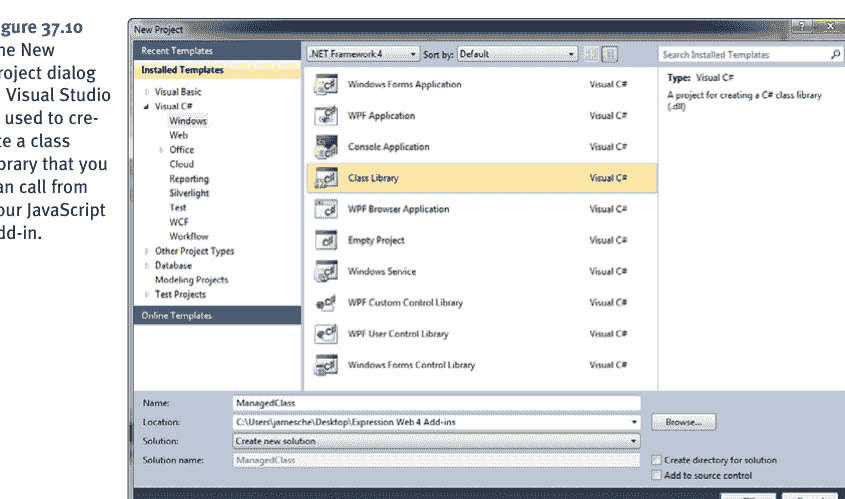 gure 37.10
he New
roject dialog
Visual Studio
used to cre-
te a class
brary that you
an call from
our JavaScript
dd-in.
New Project
Recent Templates
.NET Framework 4 Sort by: Default Search Installed Templates
Installed Templates
Visual Basic
Visual C#
Windows
Web
Office
Cloud
Reporting
Silverlight
Test
WCF
Workflow
Other Project Types
Database
Modeling Projects
Test Projects
Online Templates
Windows Forms Application Visual C#
WPF Application Visual C#
Console Application Visual C#
Class Library Visual C#
WPF Browser Application Visual C#
Empty Project Visual C#
Windows Service Visual C#
WPF Custom Control Library Visual C#
WPF User Control Library Visual C#
Windows Forms Control Library Visual C#
Type: Visual C#
A project for creating a C# class library
(.dll)
Name: ManagedClass
Location: C:\Users\jamesche\Desktop\Expression Web 4 Add-ins Browse...
Solution: Create new solution
Solution name: ManagedClass
Create directory for solution
Add to source control